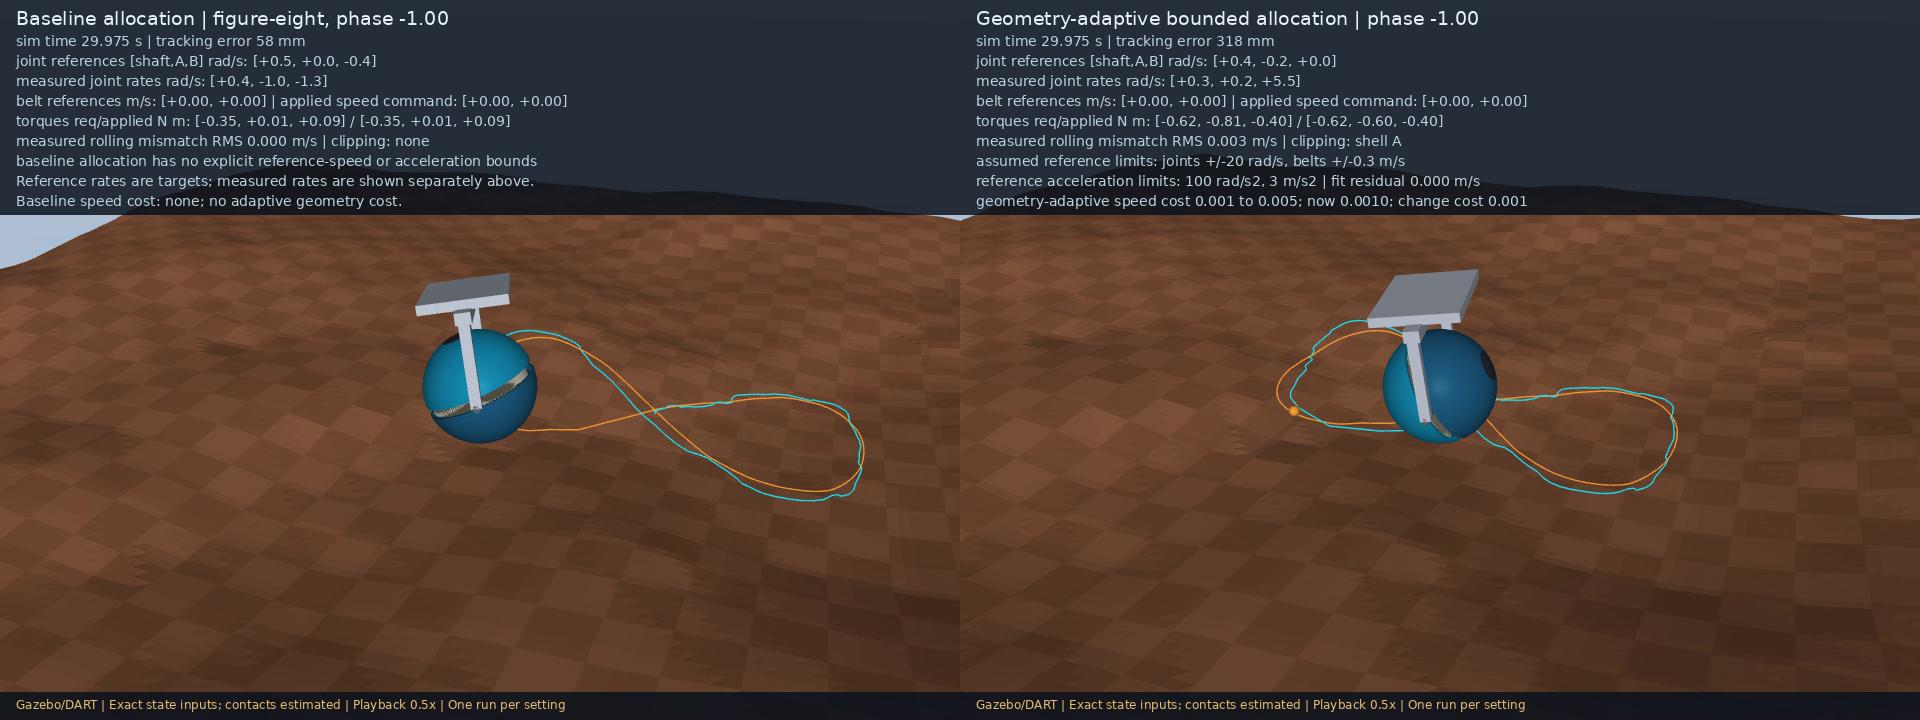 Baseline allocation | figure-eight, phase -1.00
sim time 29.975 s | tracking error 58 mm
joint references [shaft,A,B] rad/s: [+0.5, +0.0, -0.4]
measured joint rates rad/s: [+0.4, -1.0, -1.3]
belt references m/s: [+0.00, +0.00] | applied speed command: [+0.00, +0.00]
torques req/applied N m: [-0.35, +0.01, +0.09] / [-0.35, +0.01, +0.09]
measured rolling mismatch RMS 0.000 m/s | clipping: none
baseline allocation has no explicit reference-speed or acceleration bounds
Reference rates are targets; measured rates are shown separately above.
Baseline speed cost: none; no adaptive geometry cost.
Gazebo/DART | Exact state inputs; contacts estimated | Playback 0.5x | One run per setting
Geometry-adaptive bounded allocation | phase -1.00
sim time 29.975 s | tracking error 318 mm
joint references [shaft,A,B] rad/s: [+0.4, -0.2, +0.0]
measured joint rates rad/s: [+0.3, +0.2, +5.5]
belt references m/s: [+0.00, +0.00] | applied speed command: [+0.00, +0.00]
torques req/applied N m: [-0.62, -0.81, -0.40] / [-0.62, -0.60, -0.40]
measured rolling mismatch RMS 0.003 m/s | clipping: shell A
assumed reference limits: joints +/-20 rad/s, belts +/-0.3 m/s
reference acceleration limits: 100 rad/s2, 3 m/s2 | fit residual 0.000 m/s
geometry-adaptive speed cost 0.001 to 0.005; now 0.0010; change cost 0.001
Gazebo/DART | Exact state inputs; contacts estimated | Playback 0.5x | One run per setting